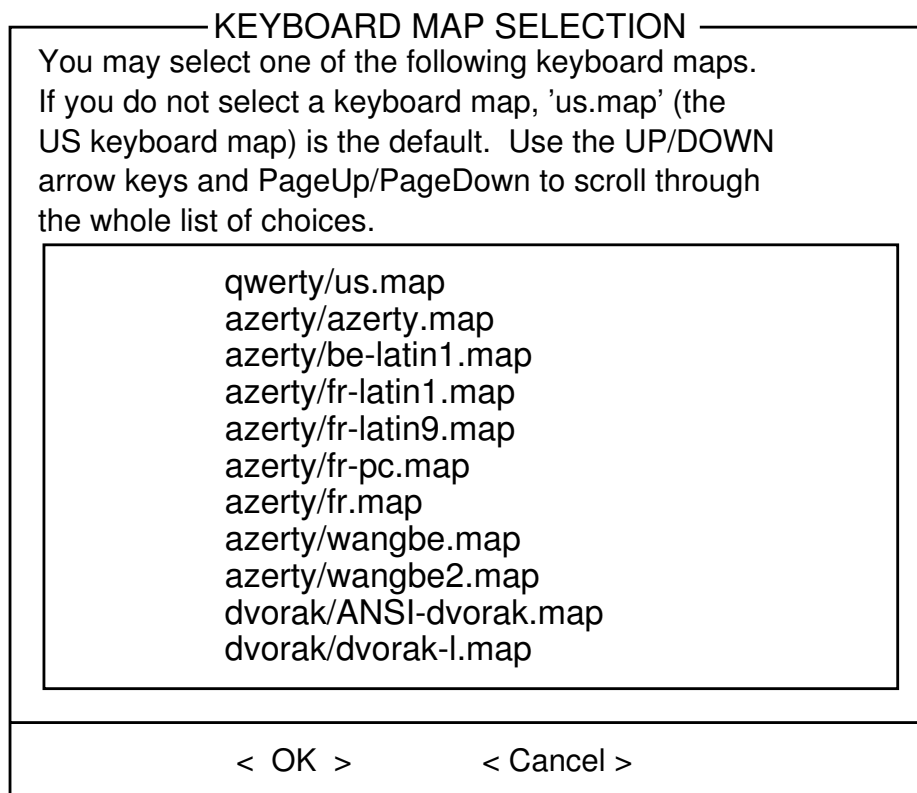 KEYBOARD MAP SELECTION
You may select one of the following keyboard maps.
If you do not select a keyboard map, ’us.map’ (the
US keyboard map) is the default.  Use the UP/DOWN
arrow keys and PageUp/PageDown to scroll through
the whole list of choices.
qwerty/us.map
azerty/azerty.map
azerty/be-latin1.map
azerty/fr-latin1.map
azerty/fr-latin9.map
azerty/fr-pc.map
azerty/fr.map
azerty/wangbe.map
azerty/wangbe2.map
dvorak/ANSI-dvorak.map
dvorak/dvorak-l.map
<  OK  > < Cancel >